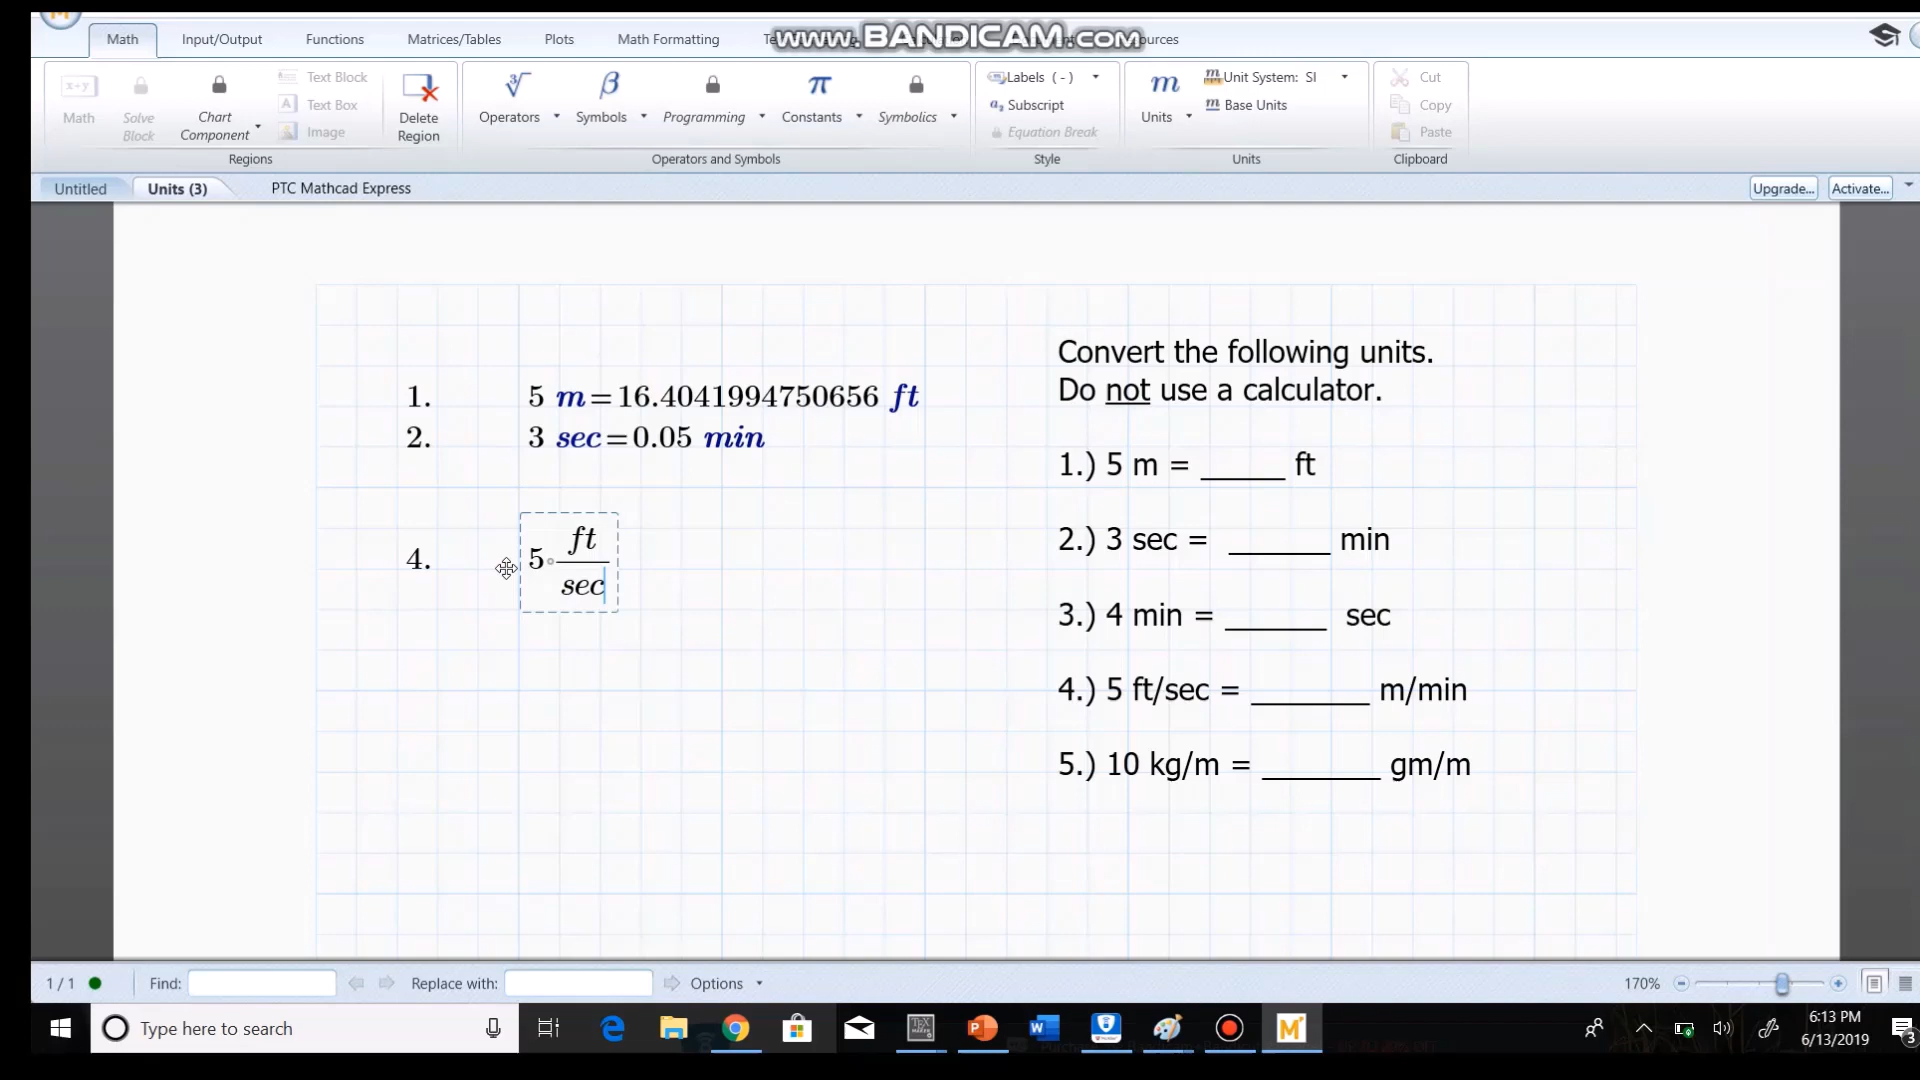 www.BANDICAM.com
Math Input/Output Functions Matrices/Tables Plots Math Formatting
Math
Solve Block
Chart Component
Text Block
Text Box
Image
Delete Region
Regions
Operators
Symbols
Programming
Constants
Symbolics
Operators and Symbols
Labels (-)
Subscript
Equation Break
Style
Units
Unit System: SI
Base Units
Units
Cut
Copy
Paste
Clipboard
Untitled Units (3) PTC Mathcad Express Upgrade... Activate...
1. 5 m=16.4041994750656 ft
2. 3 sec=0.05 min
4. 5·ft/sec
Convert the following units.
Do not use a calculator.
1.) 5 m = _____ ft
2.) 3 sec = ______ min
3.) 4 min = ______ sec
4.) 5 ft/sec = _______ m/min
5.) 10 kg/m = _______ gm/m
1 / 1 Find: Replace with: Options 170%
Type here to search
6:13 PM
6/13/2019
3